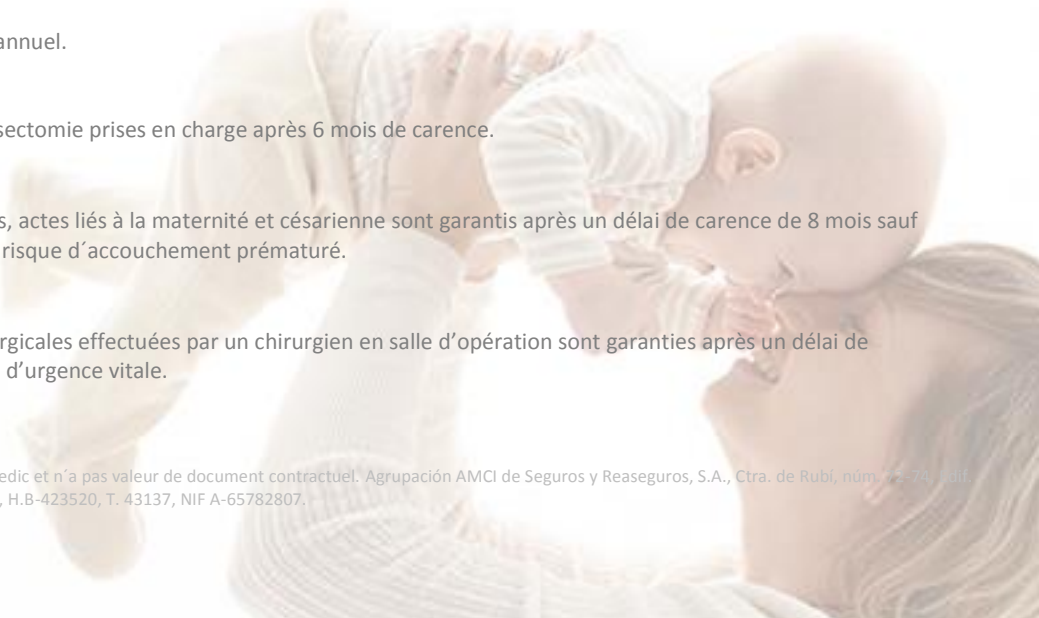 annuel.
sectomie prises en charge après 6 mois de carence.
s, actes liés à la maternité et césarienne sont garantis après un délai de carence de 8 mois sauf
risque d´accouchement prématuré.
rgicales effectuées par un chirurgien en salle d'opération sont garanties après un délai de
d'urgence vitale.
edic et n´a pas valeur de document contractuel. Agrupación AMCI de Seguros y Reaseguros, S.A., Ctra. de Rubí, núm. 72-74
, H.B-423520, T. 43137, NIF A-65782807.